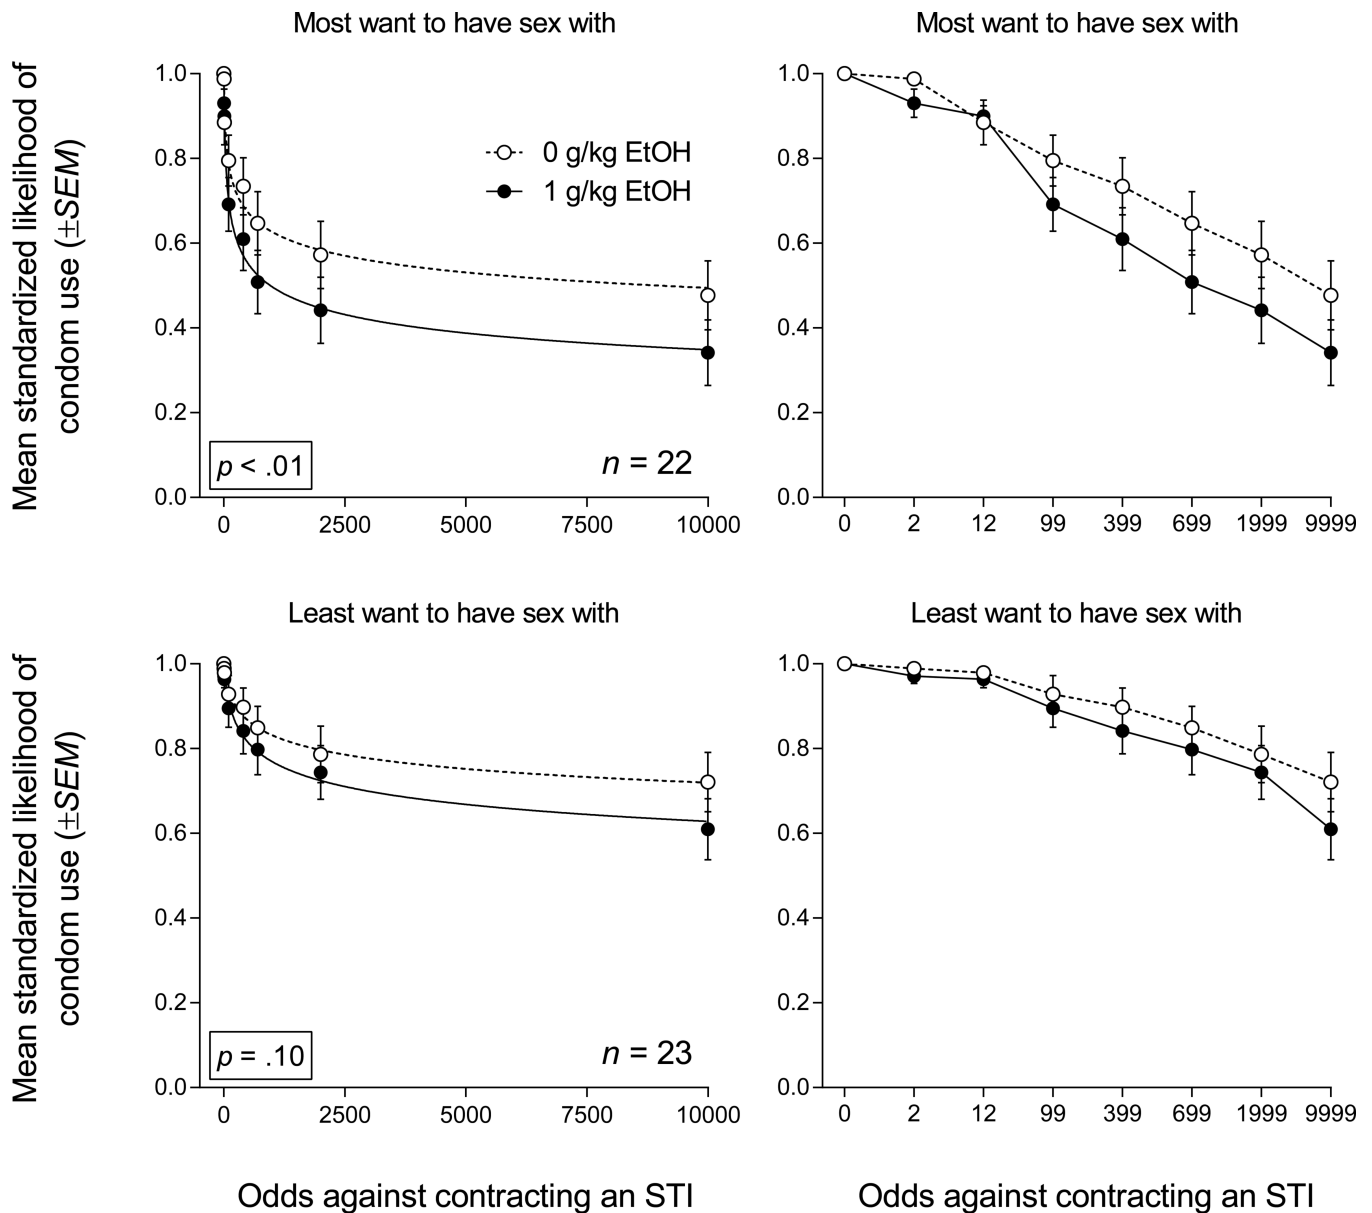 Most want to have sex with
Mean standardized likelihood of
condom use (±SEM)
1.0
0.8
0.6
0.4
0.2
0.0
0 g/kg EtOH
1 g/kg EtOH
p < .01
n = 22
0 2500 5000 7500 10000
Most want to have sex with
1.0
0.8
0.6
0.4
0.2
0.0
0 2 12 99 399 699 1999 9999
Least want to have sex with
Mean standardized likelihood of
condom use (±SEM)
1.0
0.8
0.6
0.4
0.2
0.0
p = .10
n = 23
0 2500 5000 7500 10000
Odds against contracting an STI
Least want to have sex with
1.0
0.8
0.6
0.4
0.2
0.0
0 2 12 99 399 699 1999 9999
Odds against contracting an STI